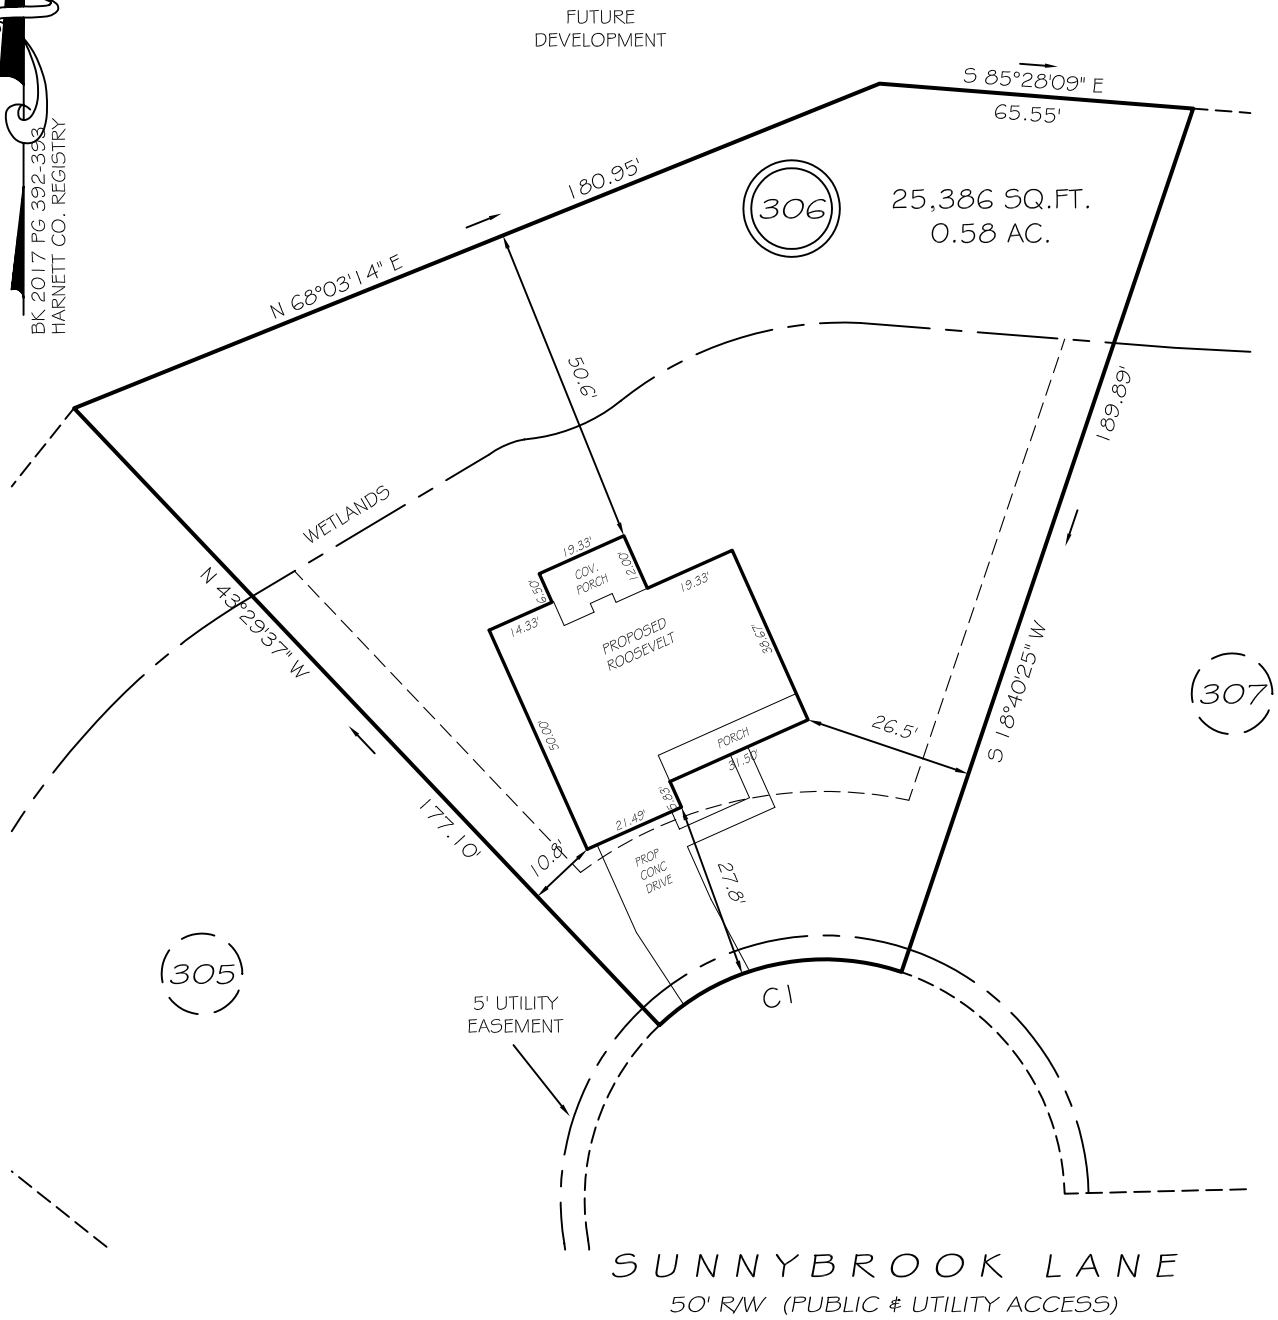 FUTURE
DEVELOPMENT
S 85°28'09" E
65.55'
BK 2017 PG 392-393
HARNETT CO. REGISTRY
180.95'
N 68°03'14" E
306
25,386 SQ.FT.
0.58 AC.
50.6'
189.89'
WETLANDS
N 43°29'37" W
19.33'
COV.
PORCH
12.00'
6.50'
14.33'
19.33'
PROPOSED
ROOSEVELT
38.67'
50.00'
S 18°40'25" W
307
26.5'
PORCH
31.50'
5.83'
21.49'
177.10'
10.8'
PROP
CONC
DRIVE
27.8'
305
5' UTILITY
EASEMENT
C1
SUNNYBROOK LANE
50' R/W (PUBLIC & UTILITY ACCESS)